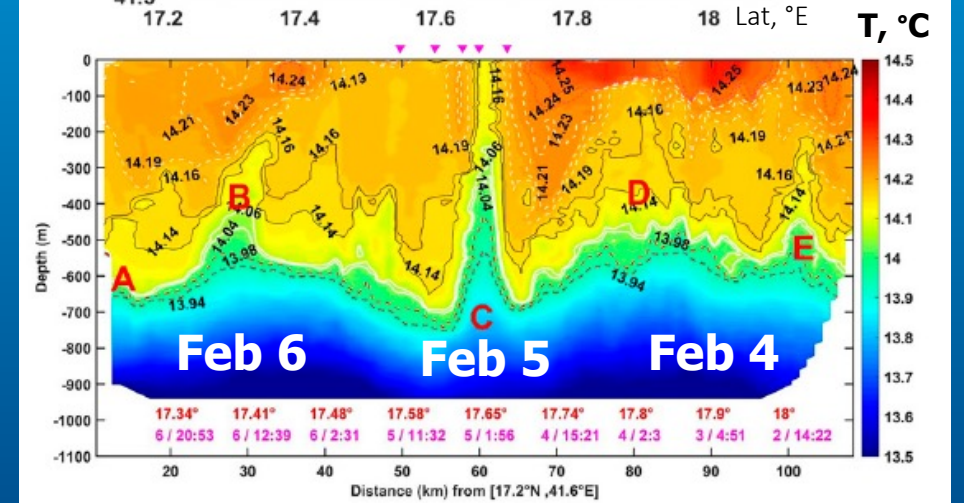 17.2 17.4 17.6 17.8 18 Lat, °E
T, °C
0
-100
-200
-300
-400
-500
-600
-700
-800
-900
-1000
-1100
Depth (m)
14.24 14.13 14.16 14.25 14.25 14.23 14.24
14.23 14.24
14.21 14.23 14.16
14.16 14.16 14.19 14.06 14.19 14.21
14.19
14.16 14.04 14.21 14.19 14.16
B D
14.06 14.14 14.14 14.14
14.14 14.04 13.98 E
13.98
A 14.14 13.94
13.94
C
Feb 6 Feb 5 Feb 4
17.34° 17.41° 17.48° 17.58° 17.65° 17.74° 17.8° 17.9° 18°
6 / 20:53 6 / 12:39 6 / 2:31 5 / 11:32 5 / 1:56 4 / 15:21 4 / 2:3 3 / 4:51 2 / 14:22
20 30 40 50 60 70 80 90 100
Distance (km) from [17.2°N ,41.6°E]
14.5
14.4
14.3
14.2
14.1
14
13.9
13.8
13.7
13.6
13.5